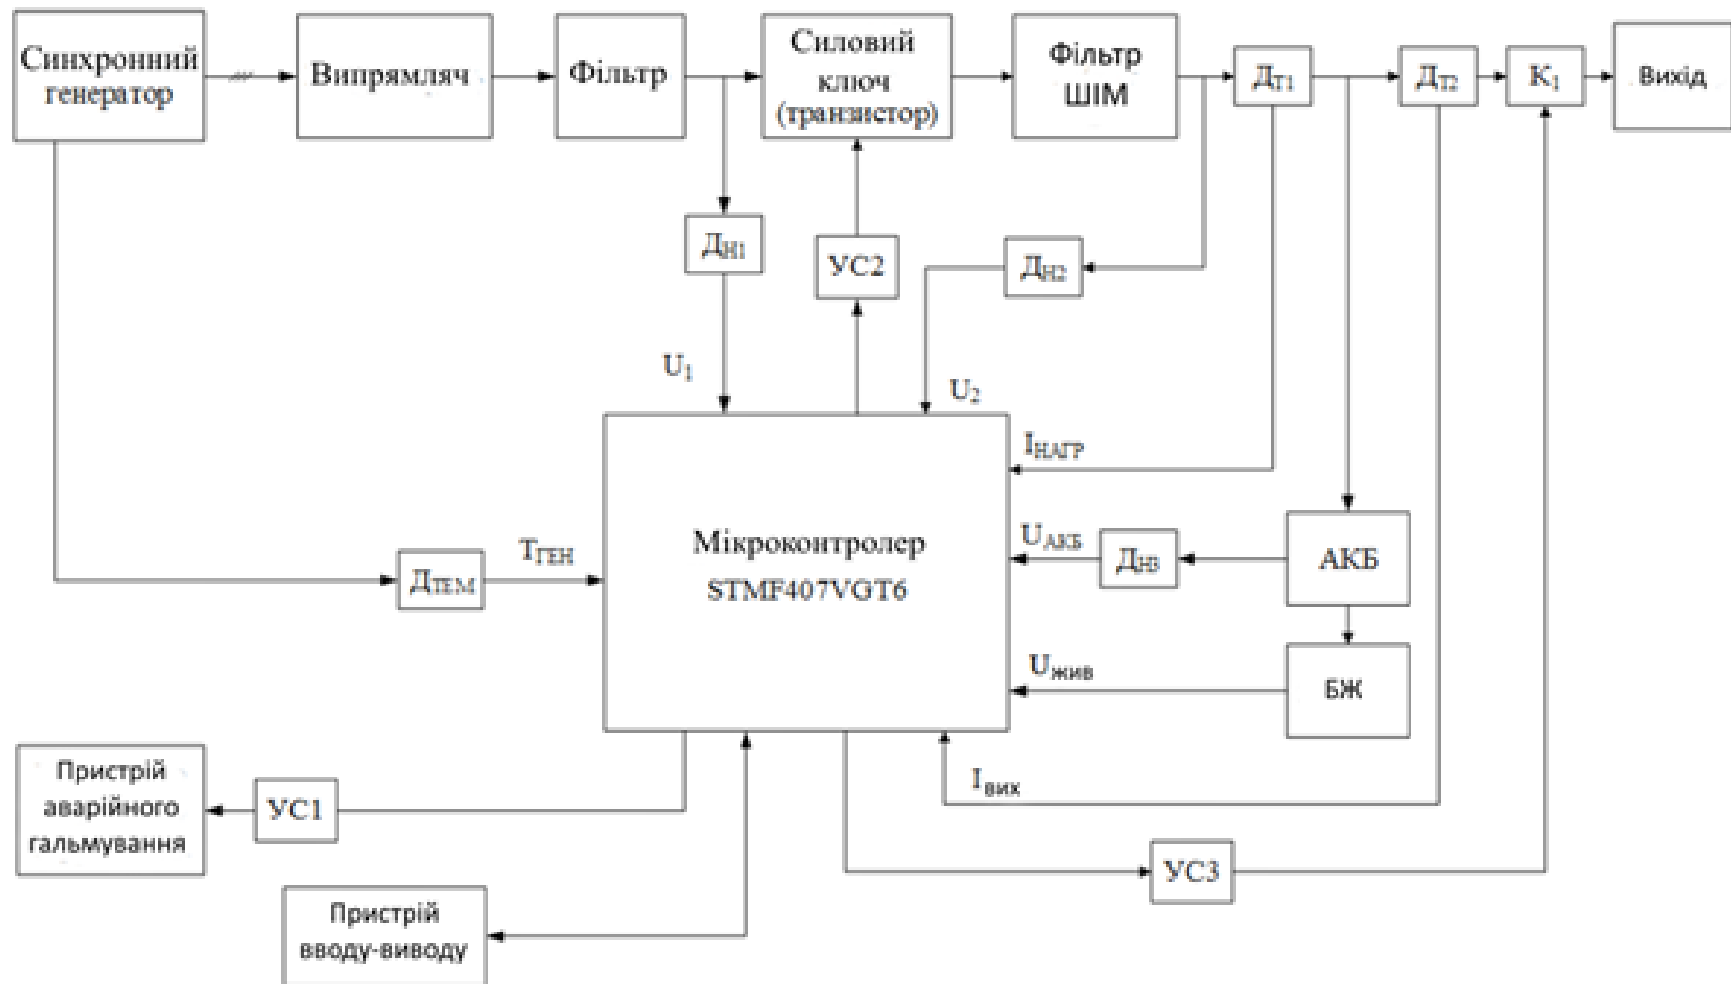 Синхронний
генератор
Випрямляч
Фільтр
Силовий
ключ
(транзистор)
Фільтр
ШІМ
ДТ1
ДТ2
К1
Вихід
ДН1
УС2
ДН2
U1
U2
IНАГР
Мікроконтролер
STMF407VGT6
TГЕН
ДТЕМ
UАКБ
ДН3
АКБ
Uжив
БЖ
Iвих
Пристрій
аварійного
гальмування
УС1
УС3
Пристрій
вводу-виводу